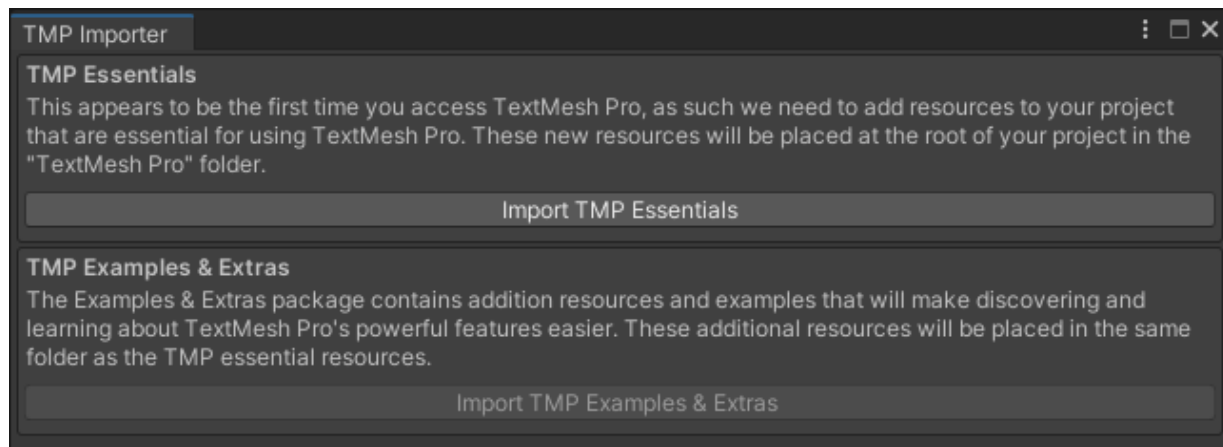 TMP Importer
TMP Essentials
This appears to be the first time you access TextMesh Pro, as such we need to add resources to your project
that are essential for using TextMesh Pro. These new resources will be placed at the root of your project in the
"TextMesh Pro" folder.
Import TMP Essentials
TMP Examples & Extras
The Examples & Extras package contains addition resources and examples that will make discovering and
learning about TextMesh Pro's powerful features easier. These additional resources will be placed in the same
folder as the TMP essential resources.
Import TMP Examples & Extras